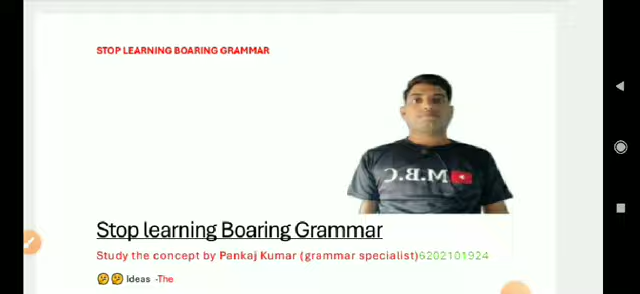 STOP LEARNING BOARING GRAMMAR
M.B.C
Stop learning Boaring Grammar
Study the concept by Pankaj Kumar (grammar specialist)6202101924
🤔🤔 Ideas -The